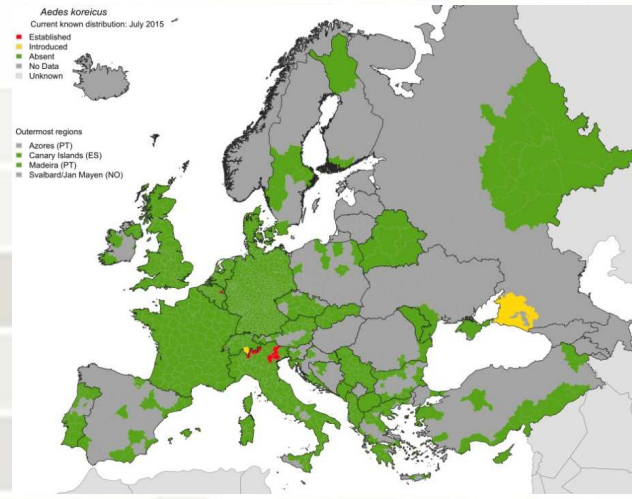 Aedes koreicus
Current known distribution: July 2015
Established
Introduced
Absent
No Data
Unknown
Outermost regions
Azores (PT)
Canary Islands (ES)
Madeira (PT)
Svalbard/Jan Mayen (NO)